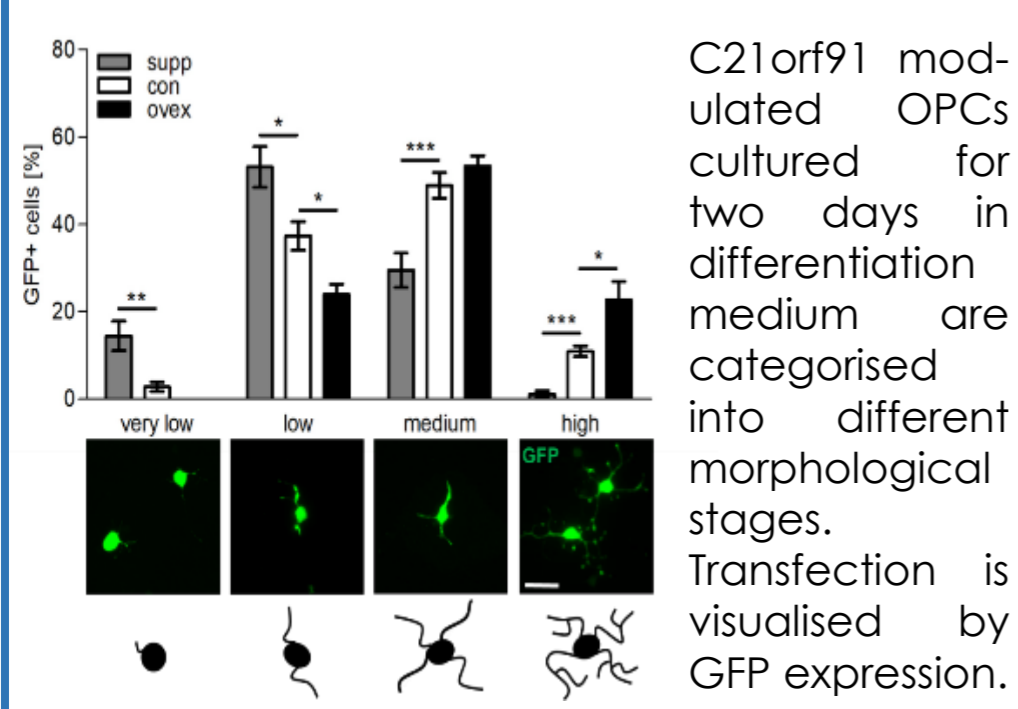 80
60
40
20
0
GFP+ cells [%]
supp
con
ovex
**
*
*
***
***
*
very low
low
medium
high
GFP
C21orf91 mod-
ulated OPCs
cultured for
two days in
differentiation
medium are
categorised
into different
morphological
stages.
Transfection is
visualised by
GFP expression.